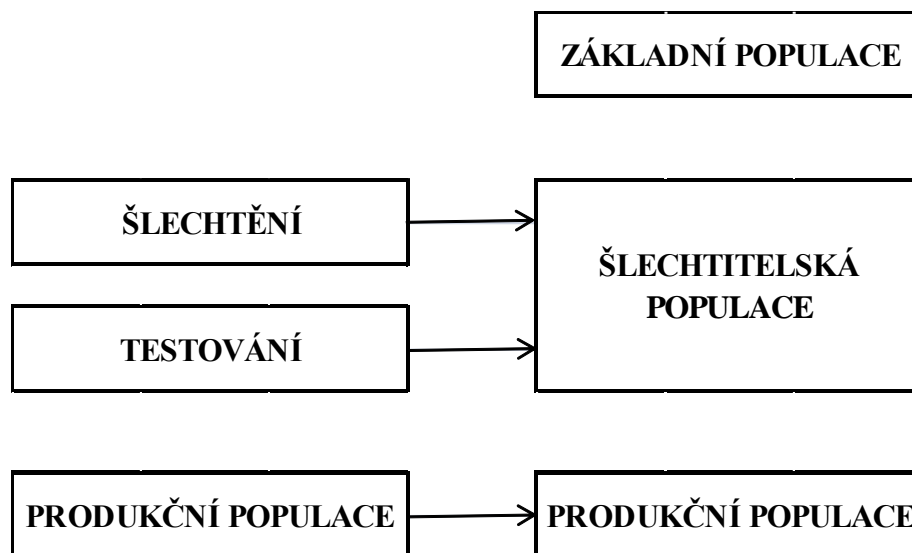 ZÁKLADNÍ POPULACE
ŠLECHTĚNÍ
ŠLECHTITELSKÁ
POPULACE
TESTOVÁNÍ
PRODUKČNÍ POPULACE
PRODUKČNÍ POPULACE